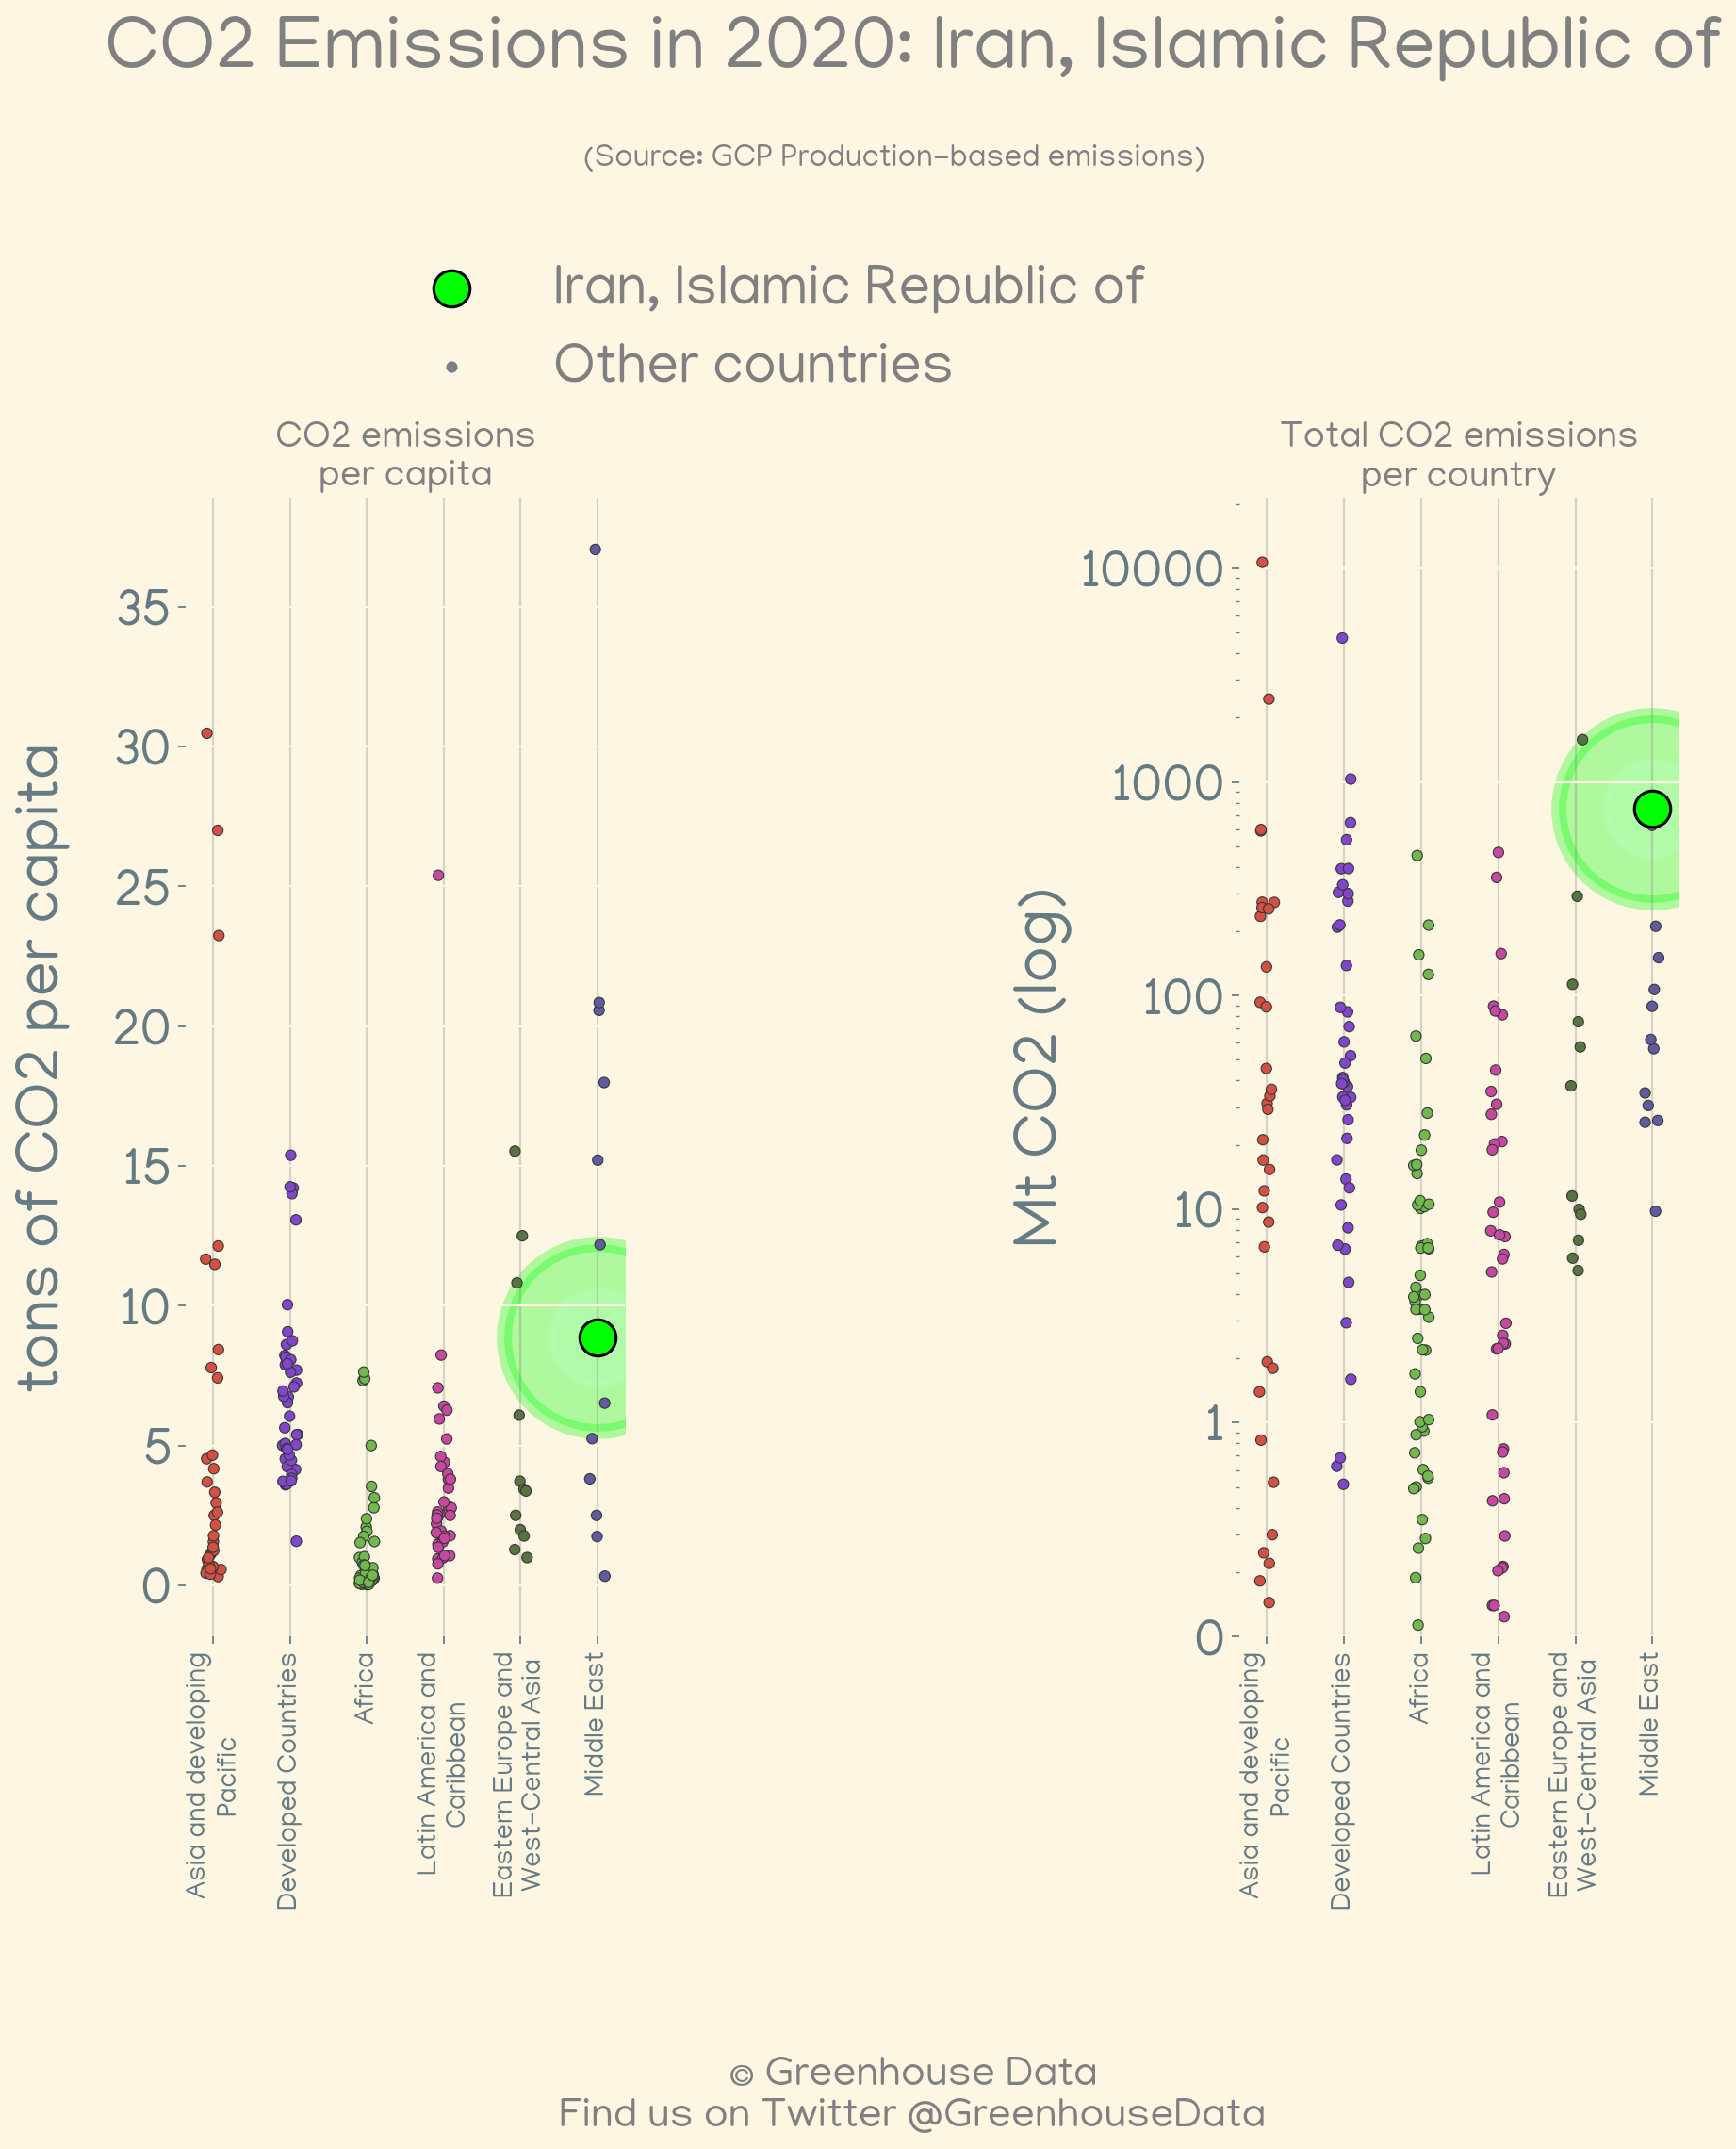 CO2 Emissions in 2020: Iran, Islamic Republic of
(Source: GCP Production-based emissions)
Iran, Islamic Republic of
Other countries
CO2 emissions
per capita
tons of CO2 per capita
35
30
25
20
15
10
5
0
Asia and developing
Pacific
Developed Countries
Africa
Latin America and
Caribbean
Eastern Europe and
West-Central Asia
Middle East
Total CO2 emissions
per country
Mt CO2 (log)
10000
1000
100
10
1
0
Asia and developing
Pacific
Developed Countries
Africa
Latin America and
Caribbean
Eastern Europe and
West-Central Asia
Middle East
© Greenhouse Data
Find us on Twitter @GreenhouseData